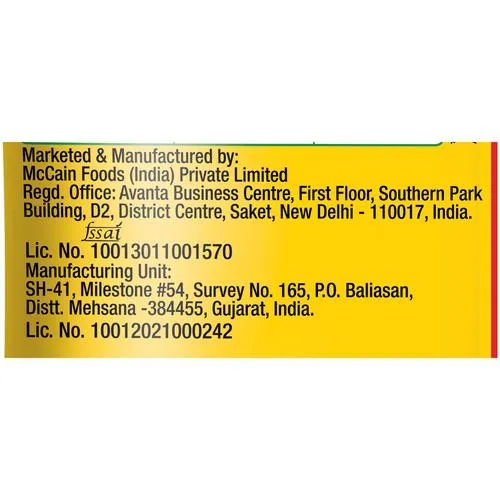 Marketed & Manufactured by:
McCain Foods (India) Private Limited
Regd. Office: Avanta Business Centre, First Floor, Southern Park
Building, D2, District Centre, Saket, New Delhi - 110017, India.
fssai
Lic. No. 10013011001570
Manufacturing Unit:
SH-41, Milestone #54, Survey No. 165, P.O. Baliasan,
Distt. Mehsana -384455, Gujarat, India.
Lic. No. 10012021000242